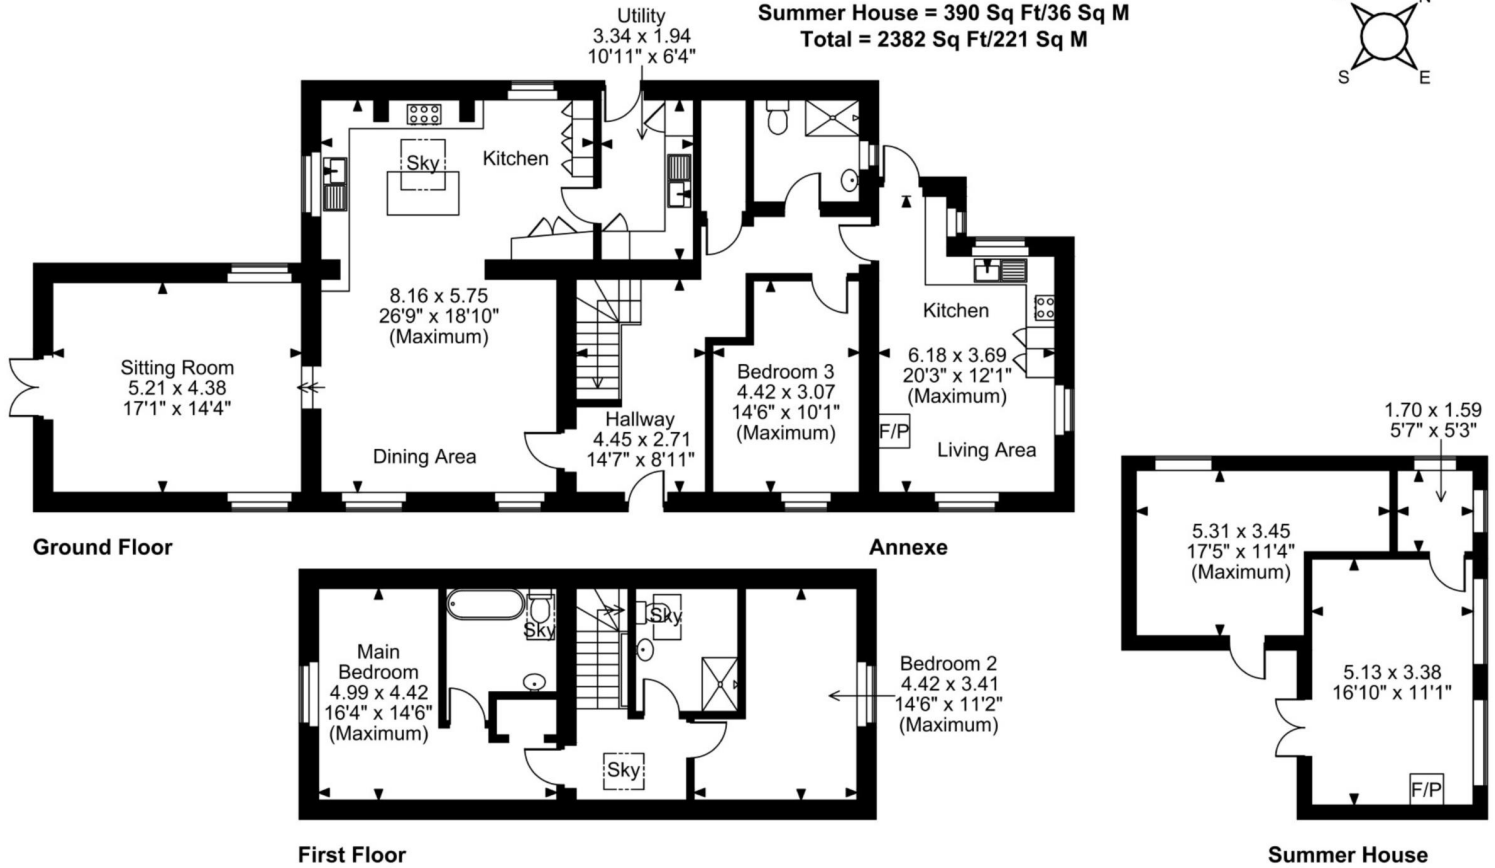 Summer House = 390 Sq Ft/36 Sq M
Total = 2382 Sq Ft/221 Sq M
S
E
Utility
3.34 x 1.94
10'11" x 6'4"
Sky
Kitchen
8.16 x 5.75
26'9" x 18'10"
(Maximum)
Dining Area
Sitting Room
5.21 x 4.38
17'1" x 14'4"
Hallway
4.45 x 2.71
14'7" x 8'11"
Bedroom 3
4.42 x 3.07
14'6" x 10'1"
(Maximum)
Kitchen
6.18 x 3.69
20'3" x 12'1"
(Maximum)
F/P
Living Area
Ground Floor
Annexe
1.70 x 1.59
5'7" x 5'3"
5.31 x 3.45
17'5" x 11'4"
(Maximum)
5.13 x 3.38
16'10" x 11'1"
F/P
Summer House
Main
Bedroom
4.99 x 4.42
16'4" x 14'6"
(Maximum)
Sky
Sky
Sky
Bedroom 2
4.42 x 3.41
14'6" x 11'2"
(Maximum)
First Floor